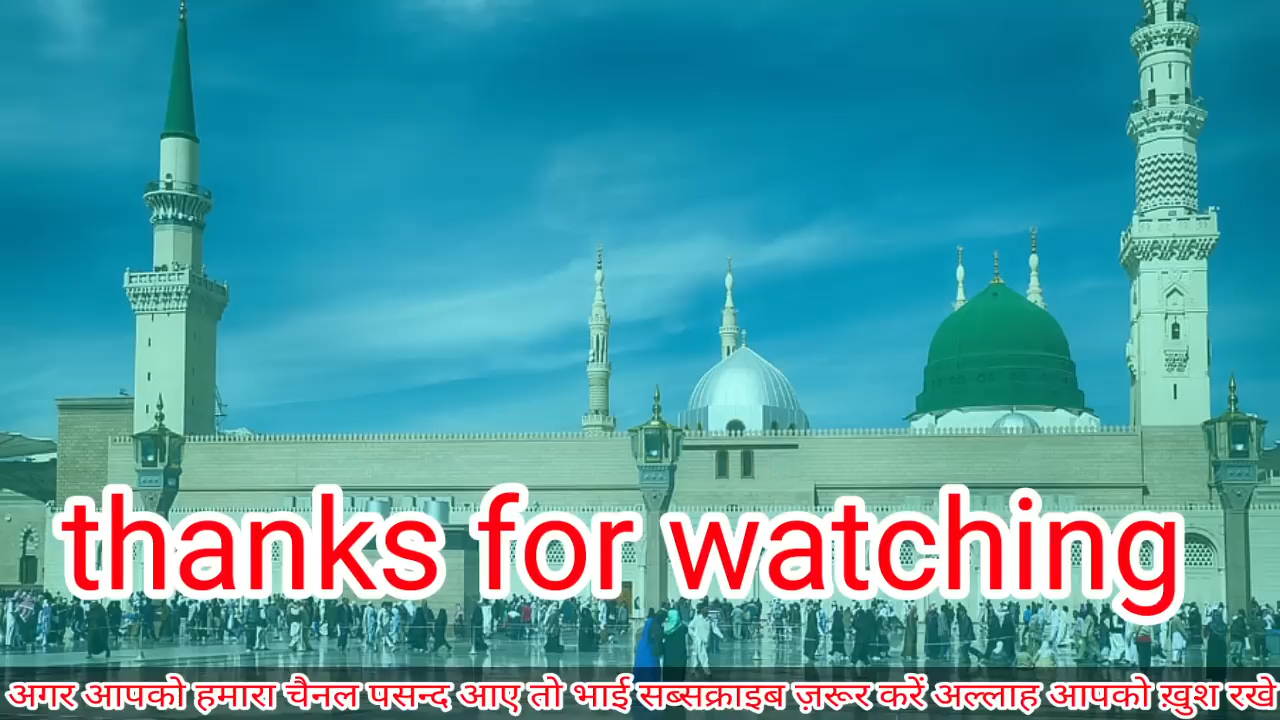 thanks for watching
अगर आपको हमारा चैनल पसन्द आए तो भाई सब्सक्राइब ज़रूर करें अल्लाह आपको ख़ुश रखे